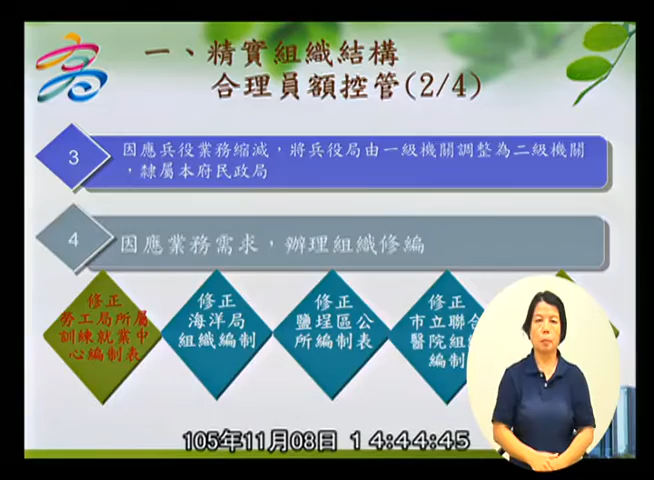 一、精實組織結構
合理員額控管(2/4)
3
因應兵役業務縮減，將兵役局由一級機關調整為二級機關
，隸屬本府民政局
4
因應業務需求，辦理組織修編
修正
勞工局所屬
訓練就業中
心編制表
修正
海洋局
組織編制
修正
鹽埕區公
所編制表
修正
市立聯合
醫院組織
編制
105年11月08日 14:44:45